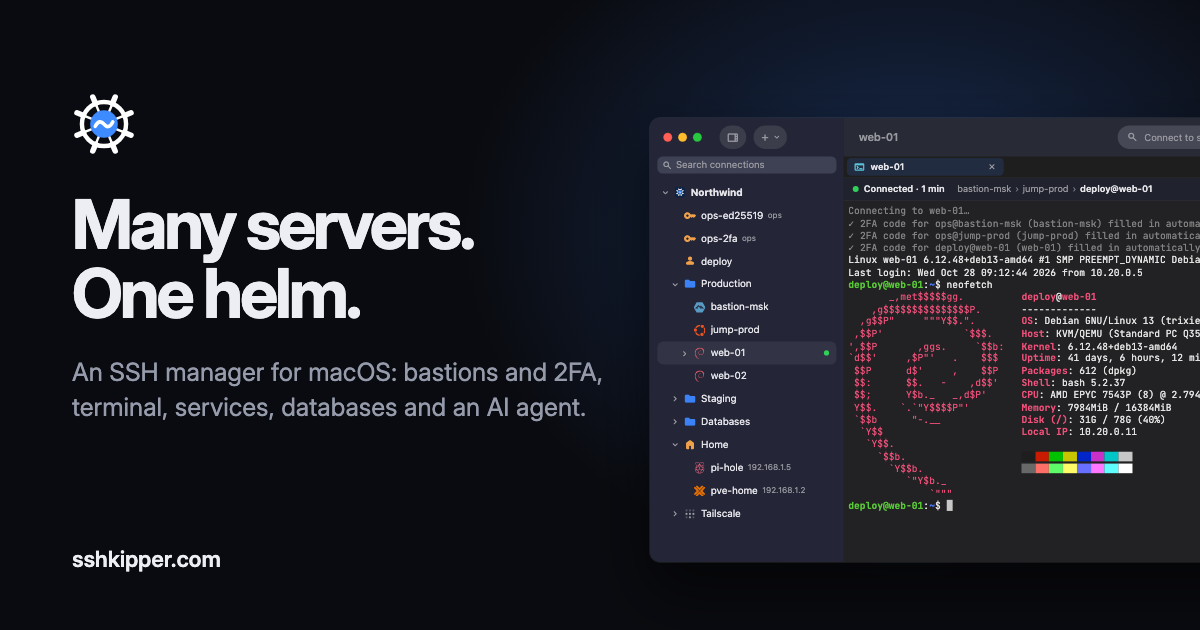 Many servers.
One helm.
An SSH manager for macOS: bastions and 2FA,
terminal, services, databases and an AI agent.
sshkipper.com
Search connections
Northwind
ops-ed25519 ops
ops-2fa ops
deploy
Production
bastion-msk
jump-prod
web-01
web-02
Staging
Databases
Home
pi-hole 192.168.1.5
pve-home 192.168.1.2
Tailscale
web-01
Connect to s
web-01
Connected · 1 min bastion-msk › jump-prod › deploy@web-01
Connecting to web-01…
✓ 2FA code for ops@bastion-msk (bastion-msk) filled in automa
✓ 2FA code for ops@jump-prod (jump-prod) filled in automatica
✓ 2FA code for deploy@web-01 (web-01) filled in automatically
Linux web-01 6.12.48+deb13-amd64 #1 SMP PREEMPT_DYNAMIC Debia
Last login: Wed Oct 28 09:12:44 2026 from 10.20.0.5
deploy@web-01:~$ neofetch
deploy@web-01
-------------
OS: Debian GNU/Linux 13 (trixie
Host: KVM/QEMU (Standard PC Q35
Kernel: 6.12.48+deb13-amd64
Uptime: 41 days, 6 hours, 12 mi
Packages: 612 (dpkg)
Shell: bash 5.2.37
CPU: AMD EPYC 7543P (8) @ 2.794
Memory: 7984MiB / 16384MiB
Disk (/): 31G / 78G (40%)
Local IP: 10.20.0.11
deploy@web-01:~$